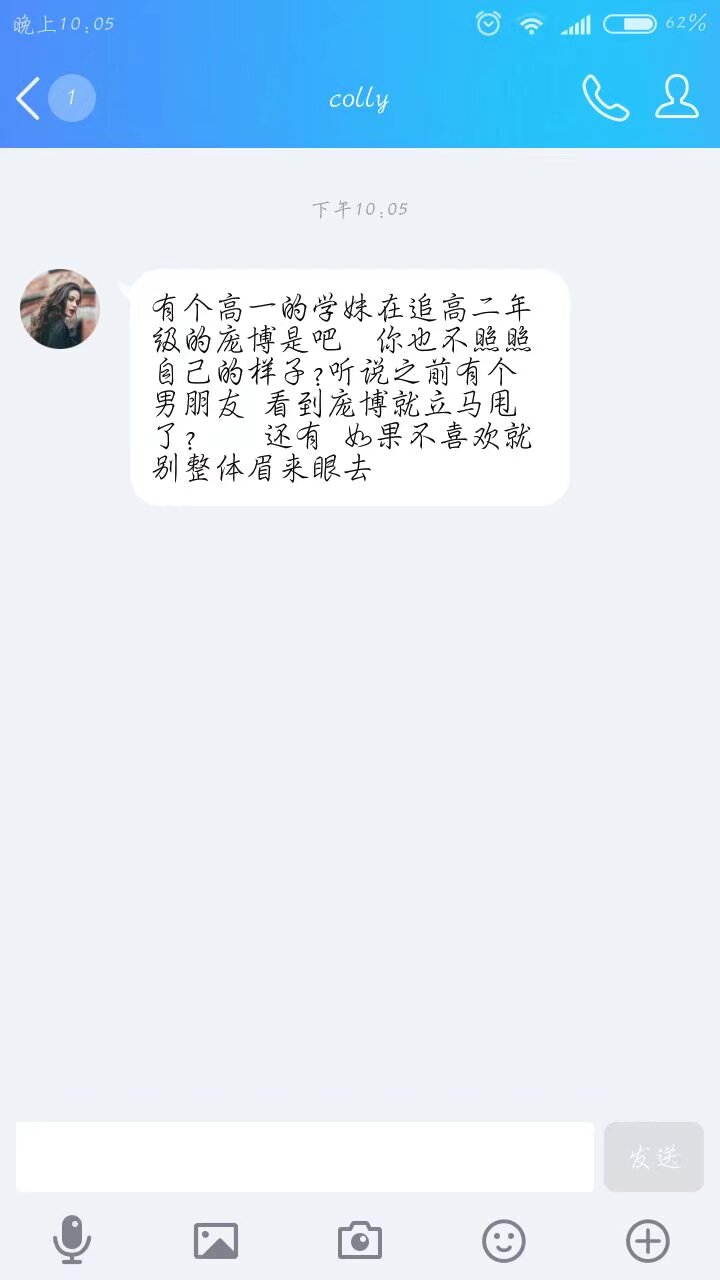 晚上10:05
62%
1
colly
下午10:05
有个高一的学妹在追高二年
级的庞博是吧 你也不照照
自己的样子?听说之前有个
男朋友 看到庞博就立马甩
了? 还有 如果不喜欢就
别整体眉来眼去
发送